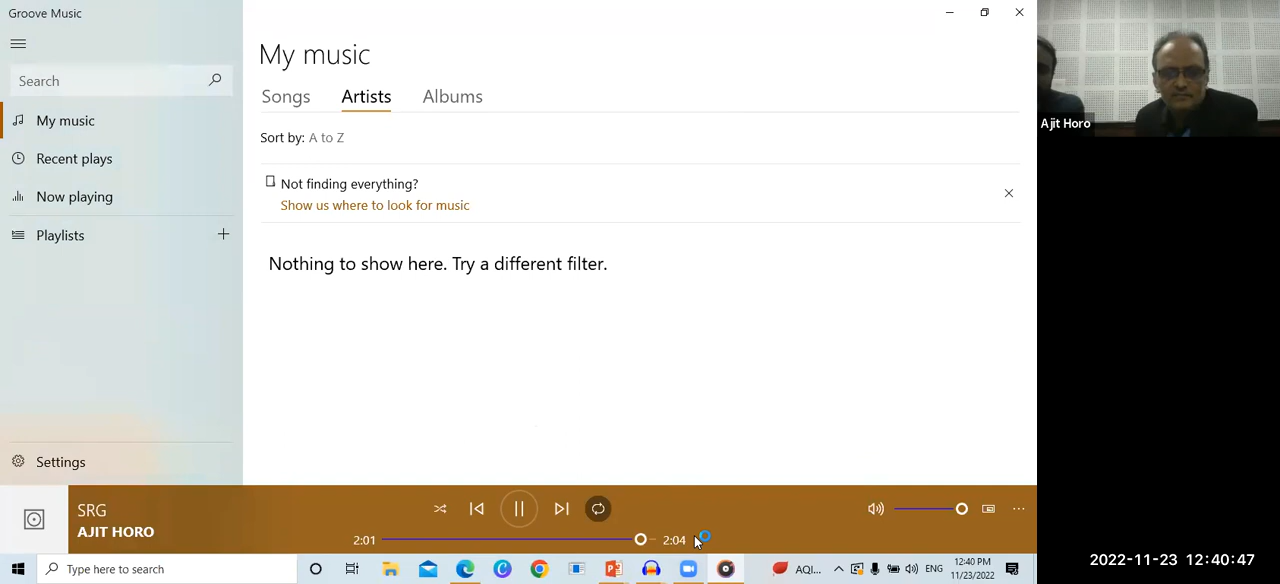 Groove Music
Search
My music
Recent plays
Now playing
Playlists
Settings
My music
Songs Artists Albums
Sort by: A to Z
Not finding everything?
Show us where to look for music
Nothing to show here. Try a different filter.
Ajit Horo
SRG
AJIT HORO
2:01
2:04
Type here to search
AQI...
ENG
12:40 PM
11/23/2022
2022-11-23 12:40:47